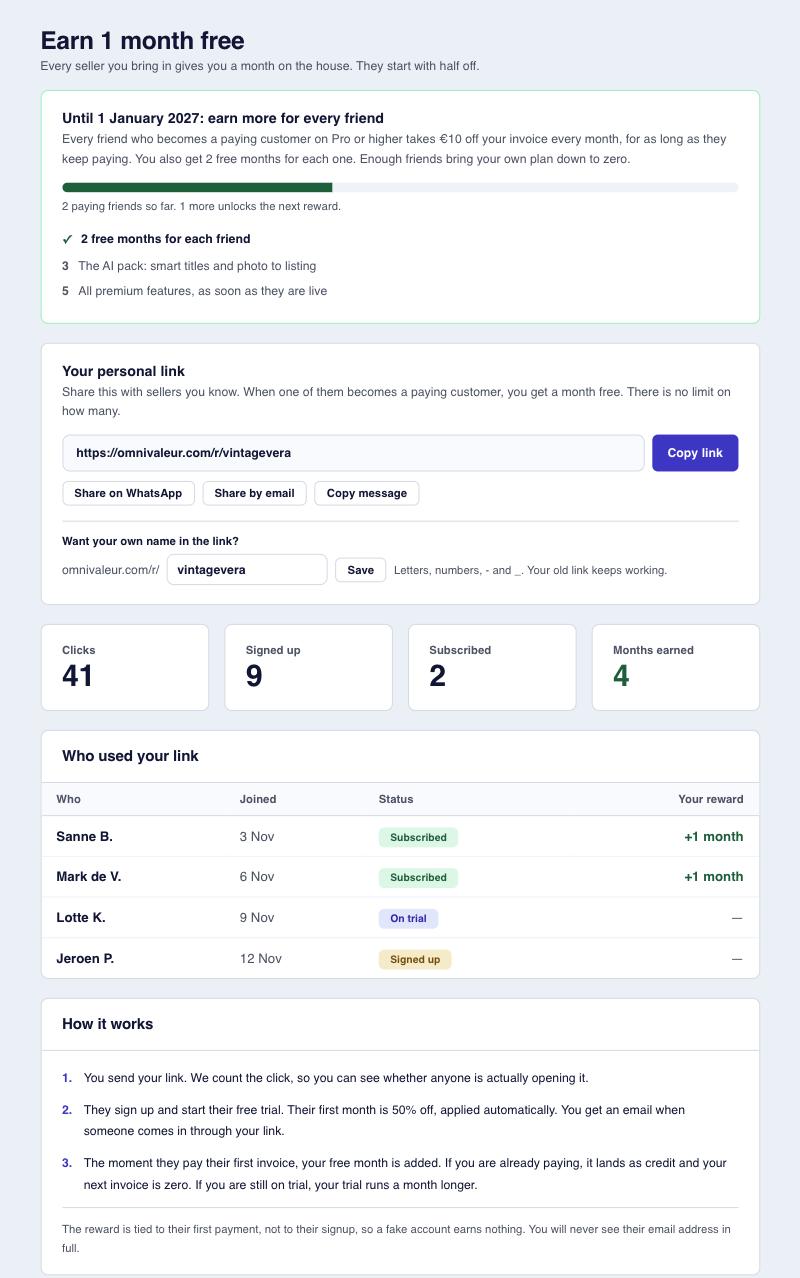 Earn 1 month free
Every seller you bring in gives you a month on the house. They start with half off.
Until 1 January 2027: earn more for every friend
Every friend who becomes a paying customer on Pro or higher takes €10 off your invoice every month, for as long as they
keep paying. You also get 2 free months for each one. Enough friends bring your own plan down to zero.
2 paying friends so far. 1 more unlocks the next reward.
✓ 2 free months for each friend
3 The AI pack: smart titles and photo to listing
5 All premium features, as soon as they are live
Your personal link
Share this with sellers you know. When one of them becomes a paying customer, you get a month free. There is no limit on
how many.
https://omnivaleur.com/r/vintagevera Copy link
Share on WhatsApp Share by email Copy message
Want your own name in the link?
omnivaleur.com/r/ vintagevera Save Letters, numbers, - and _. Your old link keeps working.
Clicks Signed up Subscribed Months earned
41 9 2 4
Who used your link
Who Joined Status Your reward
Sanne B. 3 Nov Subscribed +1 month
Mark de V. 6 Nov Subscribed +1 month
Lotte K. 9 Nov On trial —
Jeroen P. 12 Nov Signed up —
How it works
1. You send your link. We count the click, so you can see whether anyone is actually opening it.
2. They sign up and start their free trial. Their first month is 50% off, applied automatically. You get an email when
someone comes in through your link.
3. The moment they pay their first invoice, your free month is added. If you are already paying, it lands as credit and your
next invoice is zero. If you are still on trial, your trial runs a month longer.
The reward is tied to their first payment, not to their signup, so a fake account earns nothing. You will never see their email address in
full.